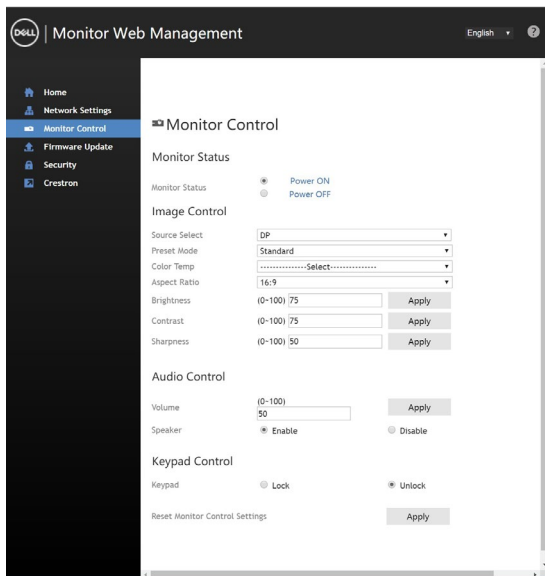 DELL | Monitor Web Management
English
?
Home
Network Settings
Monitor Control
Firmware Update
Security
Crestron
Monitor Control
Monitor Status
Monitor Status
Power ON
Power OFF
Image Control
Source Select DP
Preset Mode Standard
Color Temp ---------------Select---------------
Aspect Ratio 16:9
Brightness (0~100) 75 Apply
Contrast (0~100) 75 Apply
Sharpness (0~100) 50 Apply
Audio Control
(0~100)
Volume 50 Apply
Speaker Enable Disable
Keypad Control
Keypad Lock Unlock
Reset Monitor Control Settings Apply